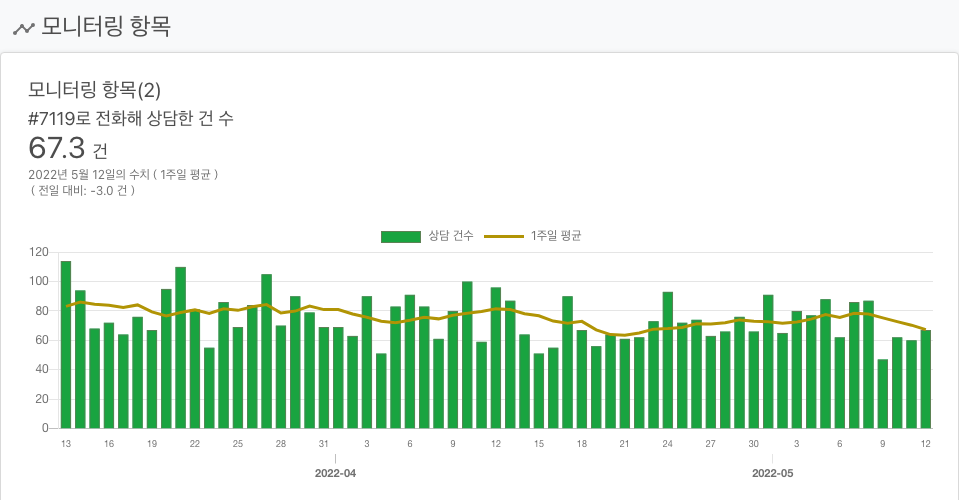 모니터링 항목
모니터링 항목(2)
#7119로 전화해 상담한 건 수
67.3 건
2022년 5월 12일의 수치 ( 1주일 평균 )
( 전일 대비: -3.0 건 )
상담 건수 1주일 평균
120
100
80
60
40
20
0
13 16 19 22 25 28 31 3 6 9 12 15 18 21 24 27 30 3 6 9 12
2022-04 2022-05